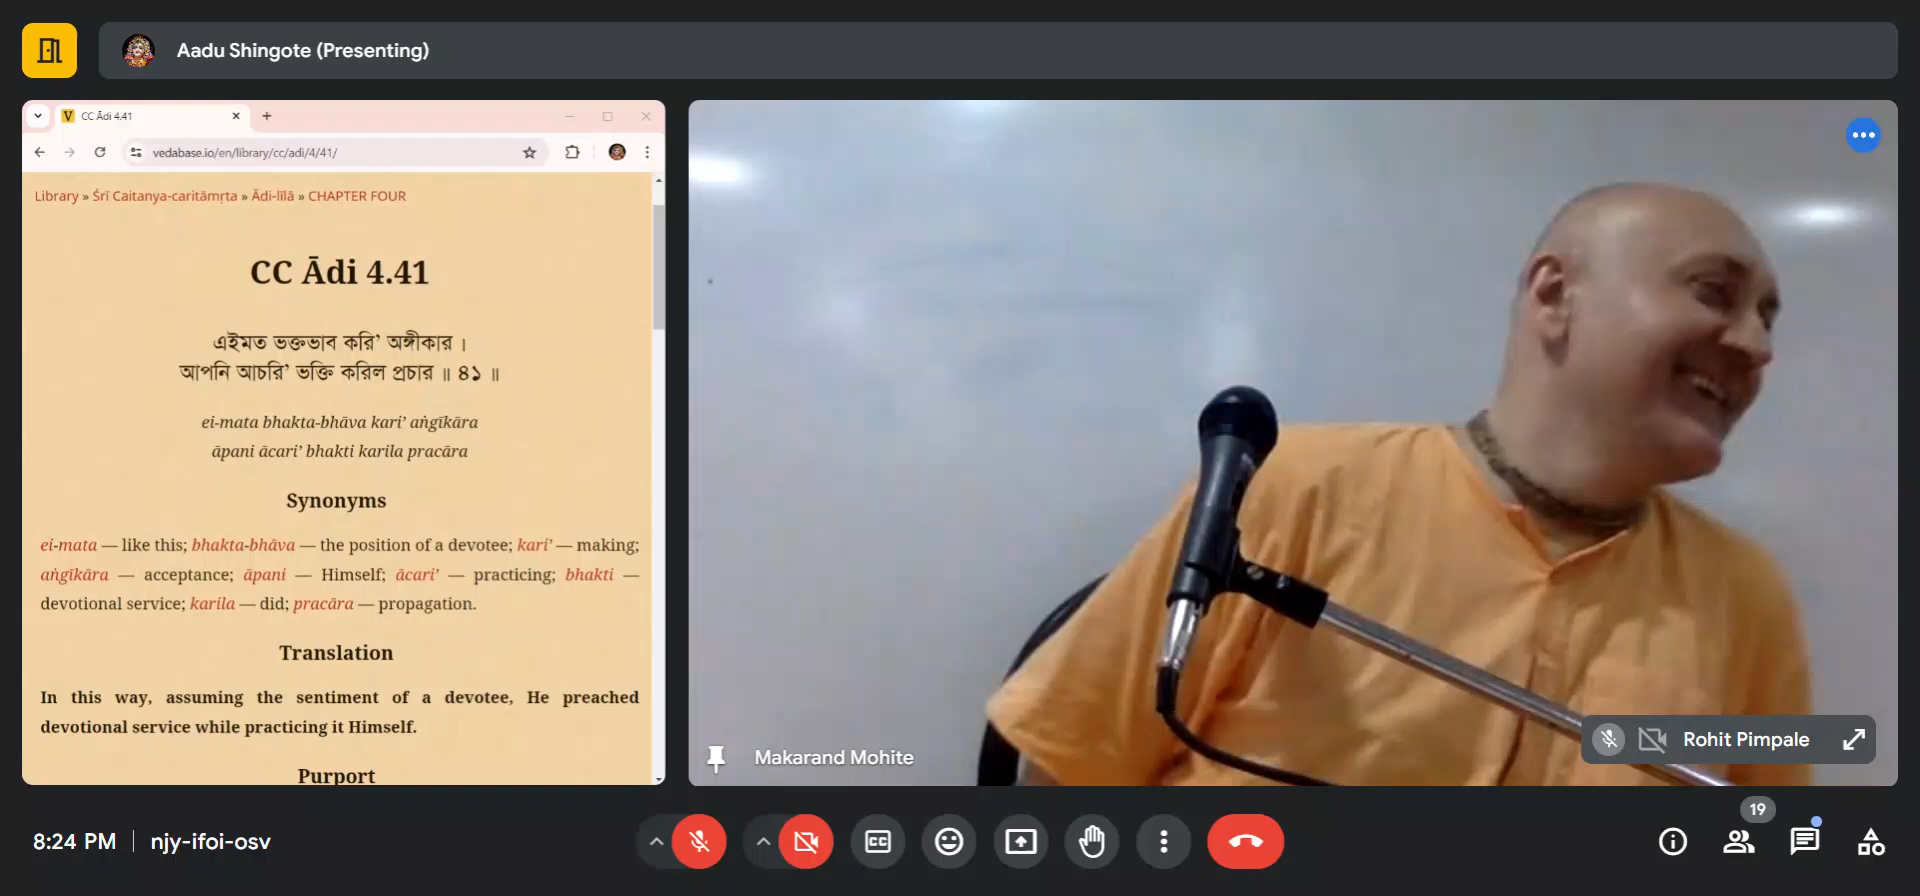 Aadu Shingote (Presenting)
V CC Ādi 4.41
vedabase.io/en/library/cc/adi/4/41/
Library » Śrī Caitanya-caritāmṛta » Ādi-līlā » CHAPTER FOUR
CC Ādi 4.41
এইমত ভক্তভাব করি’ অঙ্গীকার ।
আপনি আচরি’ ভক্তি করিল প্রচার ॥ ৪১ ॥
ei-mata bhakta-bhāva kari’ aṅgīkāra
āpani ācari’ bhakti karila pracāra
Synonyms
ei-mata — like this; bhakta-bhāva — the position of a devotee; kari’ — making;
aṅgīkāra — acceptance; āpani — Himself; ācari’ — practicing; bhakti —
devotional service; karila — did; pracāra — propagation.
Translation
In this way, assuming the sentiment of a devotee, He preached
devotional service while practicing it Himself.
Purport
Makarand Mohite
Rohit Pimpale
8:24 PM | njy-ifoi-osv
CC
19